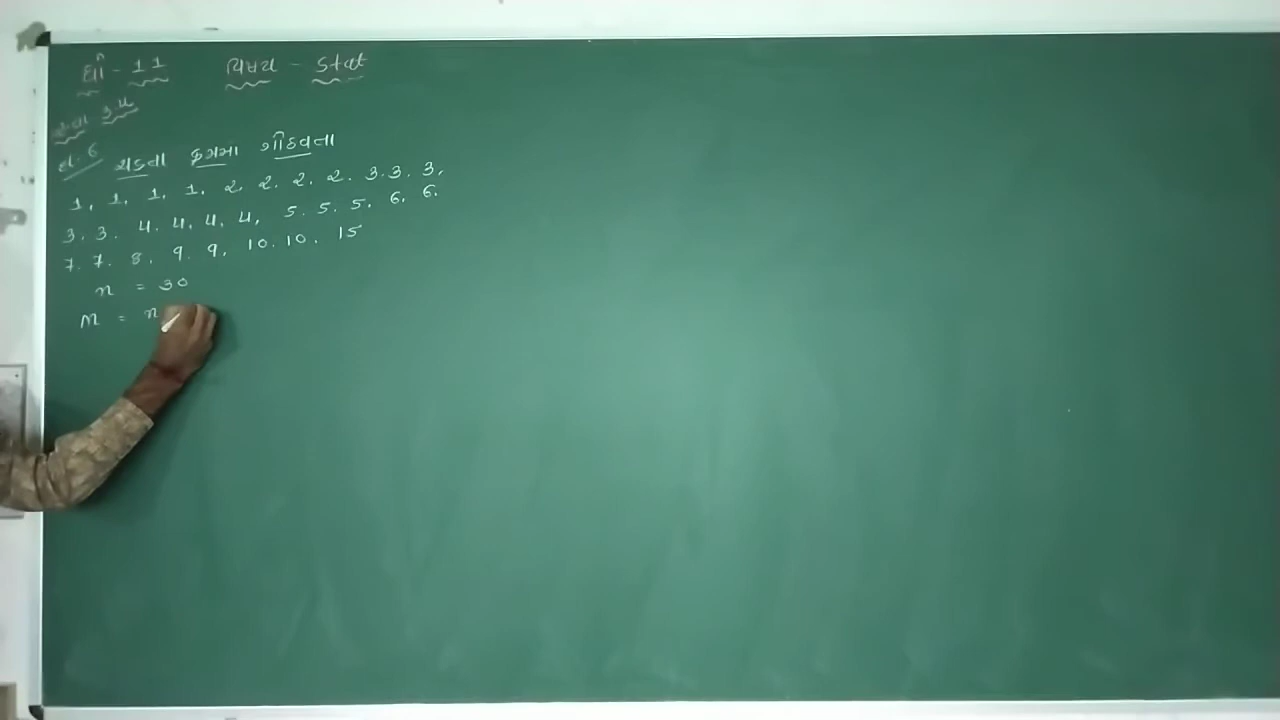 ધો - 11 વિષય - Stat
દા. 6 ચડતા ક્રમમાં ગોઠવતા
1, 1, 1, 1, 2, 2, 2, 2, 3, 3, 3,
3, 3, 4, 4, 4, 4, 5, 5, 5, 6, 6,
7, 7, 8, 9, 9, 10, 10, 15
n = 30
M = n